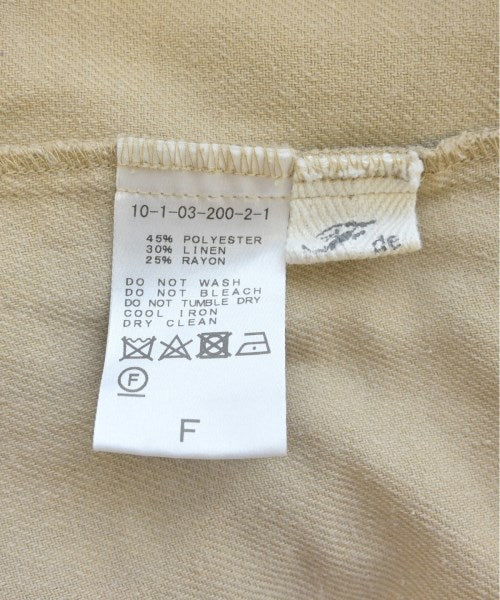 10-1-03-200-2-1
45% POLYESTER
30% LINEN
25% RAYON
DO NOT WASH
DO NOT BLEACH
DO NOT TUMBLE DRY
COOL IRON
DRY CLEAN
F
F
de